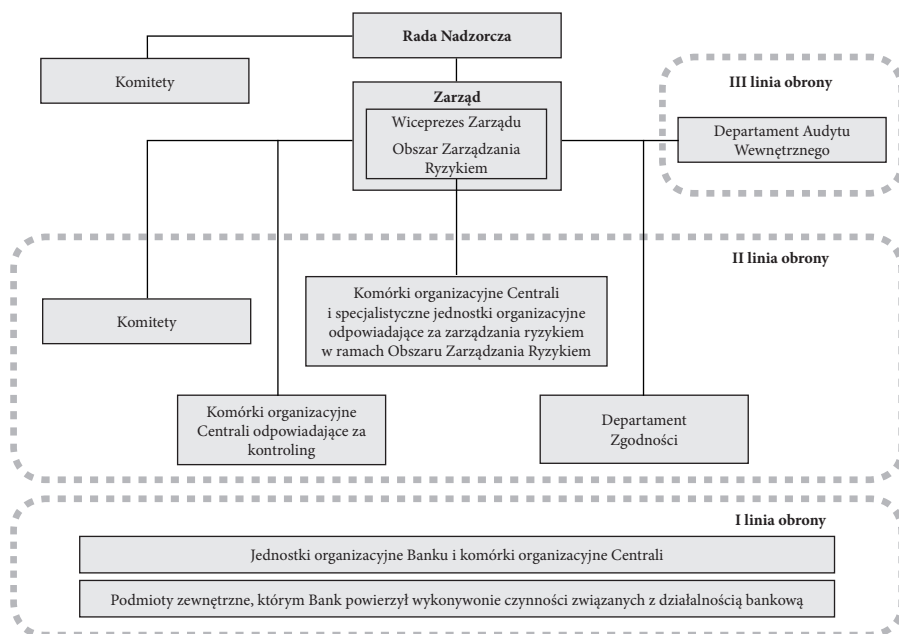 Rada Nadzorcza
Komitety
III linia obrony
Zarząd
Wiceprezes Zarządu
Obszar Zarządzania
Ryzykiem
Departament Audytu
Wewnętrznego
II linia obrony
Komitety
Komórki organizacyjne Centrali
i specjalistyczne jednostki organizacyjne
odpowiadające za zarządzania ryzykiem
w ramach Obszaru Zarządzania Ryzykiem
Komórki organizacyjne
Centrali odpowiadające za
kontroling
Departament
Zgodności
I linia obrony
Jednostki organizacyjne Banku i komórki organizacyjne Centrali
Podmioty zewnętrzne, którym Bank powierzył wykonywonie czynności związanych z działalnością bankową